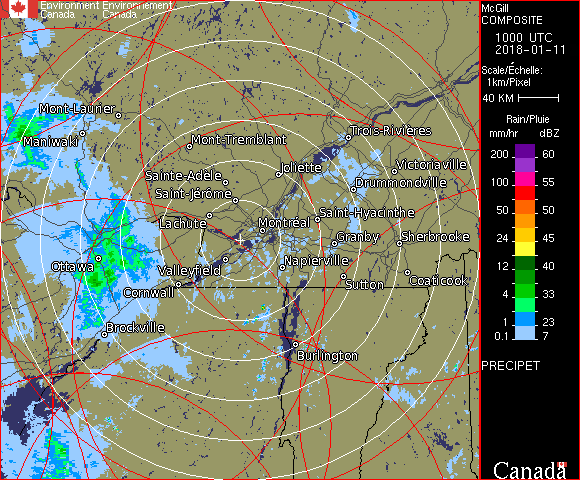 Environment Environnement
Canada Canada
McGill
COMPOSITE
1000 UTC
2018-01-11
Scale/Échelle:
1km/Pixel
40 KM
Rain/Pluie
mm/hr dBZ
200 60
100 55
75 55
50 50
24 45
12 40
4 33
1 23
0.1 7
PRECIPET
Canada
Mont-Laurier
Maniwaki
Mont-Tremblant
Trois-Rivières
Joliette
Victoriaville
Sainte-Adèle
Drummondville
Saint-Jérôme
Lachute
Saint-Hyacinthe
Montréal
Granby
Sherbrooke
Ottawa
Valleyfield
Napierville
Cornwall
Sutton
Coaticook
Brockville
Burlington